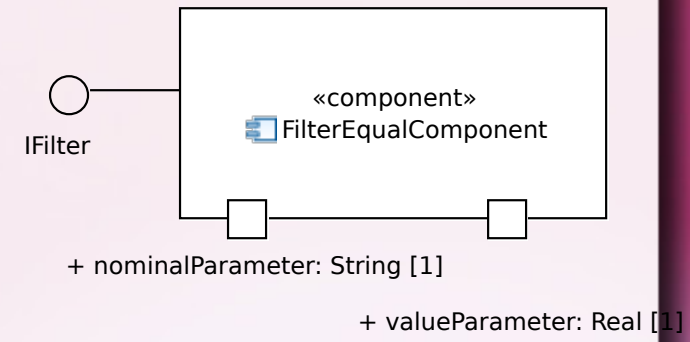 «component»
FilterEqualComponent
IFilter
+ nominalParameter: String [1]
+ valueParameter: Real [1]